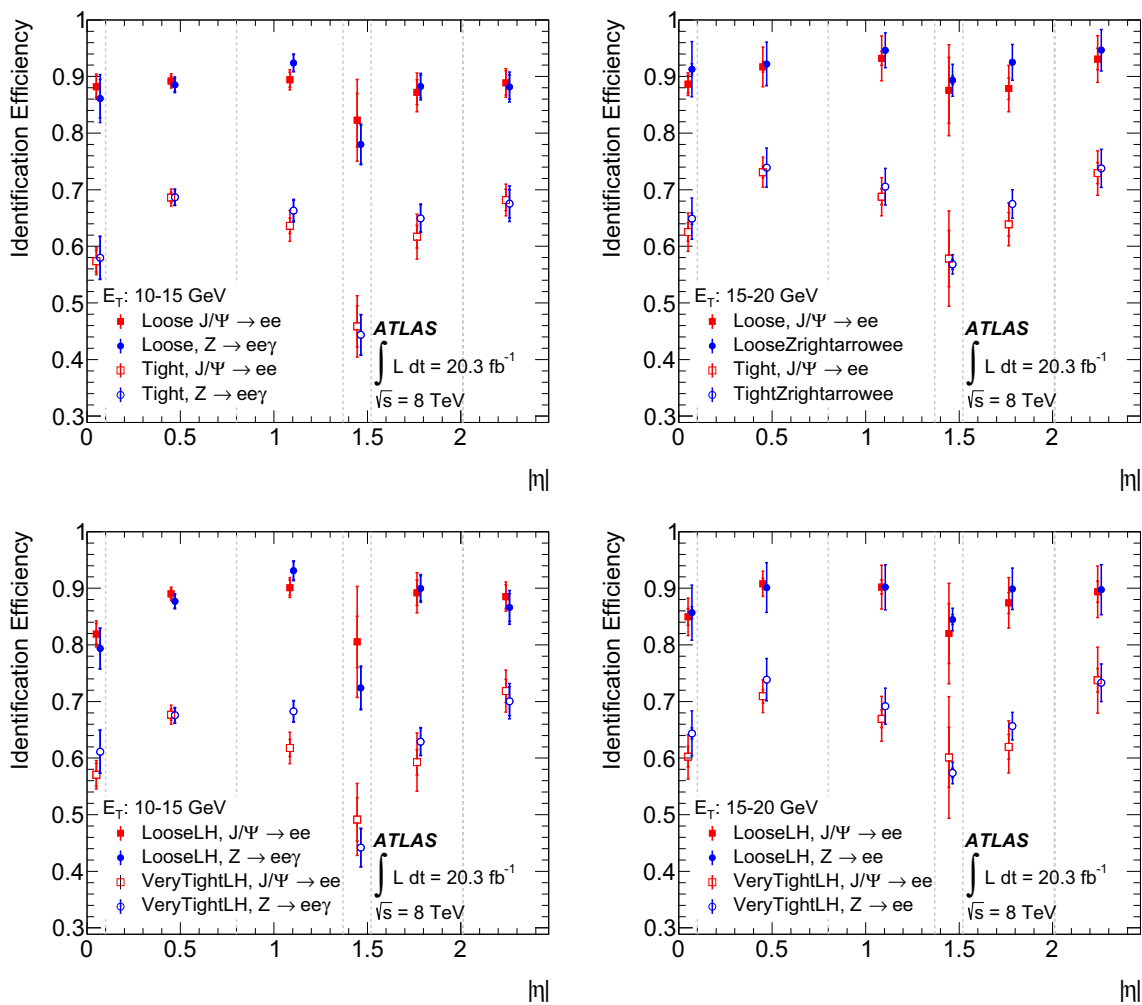 Identification Efficiency
1
0.9
0.8
0.7
0.6
0.5
0.4
0.3
E_T: 10-15 GeV
Loose J/Ψ → ee
Loose, Z → eeγ
Tight, J/Ψ → ee
Tight, Z → eeγ
ATLAS
∫ L dt = 20.3 fb⁻¹
√s = 8 TeV
0 0.5 1 1.5 2
|η|
Identification Efficiency
1
0.9
0.8
0.7
0.6
0.5
0.4
0.3
E_T: 15-20 GeV
Loose, J/Ψ → ee
LooseZrightarrowee
Tight, J/Ψ → ee
TightZrightarrowee
ATLAS
∫ L dt = 20.3 fb⁻¹
√s = 8 TeV
0 0.5 1 1.5 2
|η|
Identification Efficiency
1
0.9
0.8
0.7
0.6
0.5
0.4
0.3
E_T: 10-15 GeV
LooseLH, J/Ψ → ee
LooseLH, Z → eeγ
VeryTightLH, J/Ψ → ee
VeryTightLH, Z → eeγ
ATLAS
∫ L dt = 20.3 fb⁻¹
√s = 8 TeV
0 0.5 1 1.5 2
|η|
Identification Efficiency
1
0.9
0.8
0.7
0.6
0.5
0.4
0.3
E_T: 15-20 GeV
LooseLH, J/Ψ → ee
LooseLH, Z → ee
VeryTightLH, J/Ψ → ee
VeryTightLH, Z → ee
ATLAS
∫ L dt = 20.3 fb⁻¹
√s = 8 TeV
0 0.5 1 1.5 2
|η|